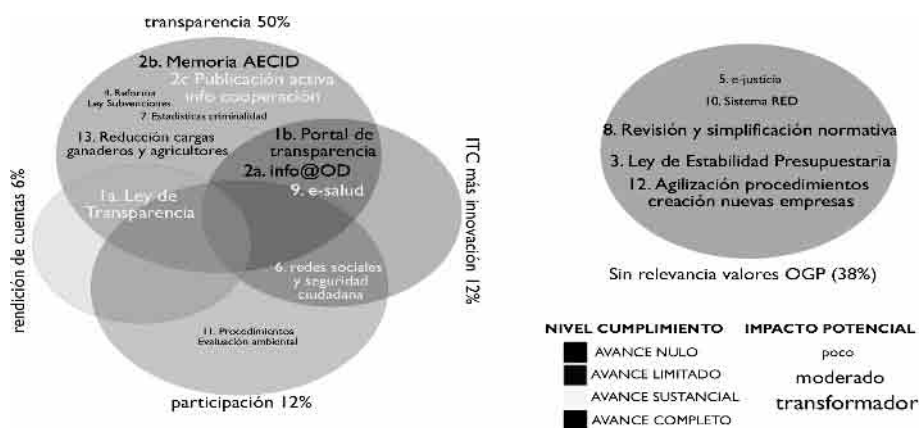 transparencia 50%
2b. Memoria AECID
2c Publicación activa
info cooperación
4. Reforma
Ley Subvenciones
7. Estadísticas criminalidad
13. Reducción cargas
ganaderos y agricultores
1b. Portal de
transparencia
2a. info@OD
9. e-salud
1a. Ley de
Transparencia
6. redes sociales
y seguridad
ciudadana
11. Procedimientos
Evaluación ambiental
participación 12%
rendición de cuentas 6%
ITC más innovación 12%
5. e-justicia
10. Sistema RED
8. Revisión y simplificación normativa
3. Ley de Estabilidad Presupuestaria
12. Agilización procedimientos
creación nuevas empresas
Sin relevancia valores OGP (38%)
NIVEL CUMPLIMIENTO
AVANCE NULO
AVANCE LIMITADO
AVANCE SUSTANCIAL
AVANCE COMPLETO
IMPACTO POTENCIAL
poco
moderado
transformador